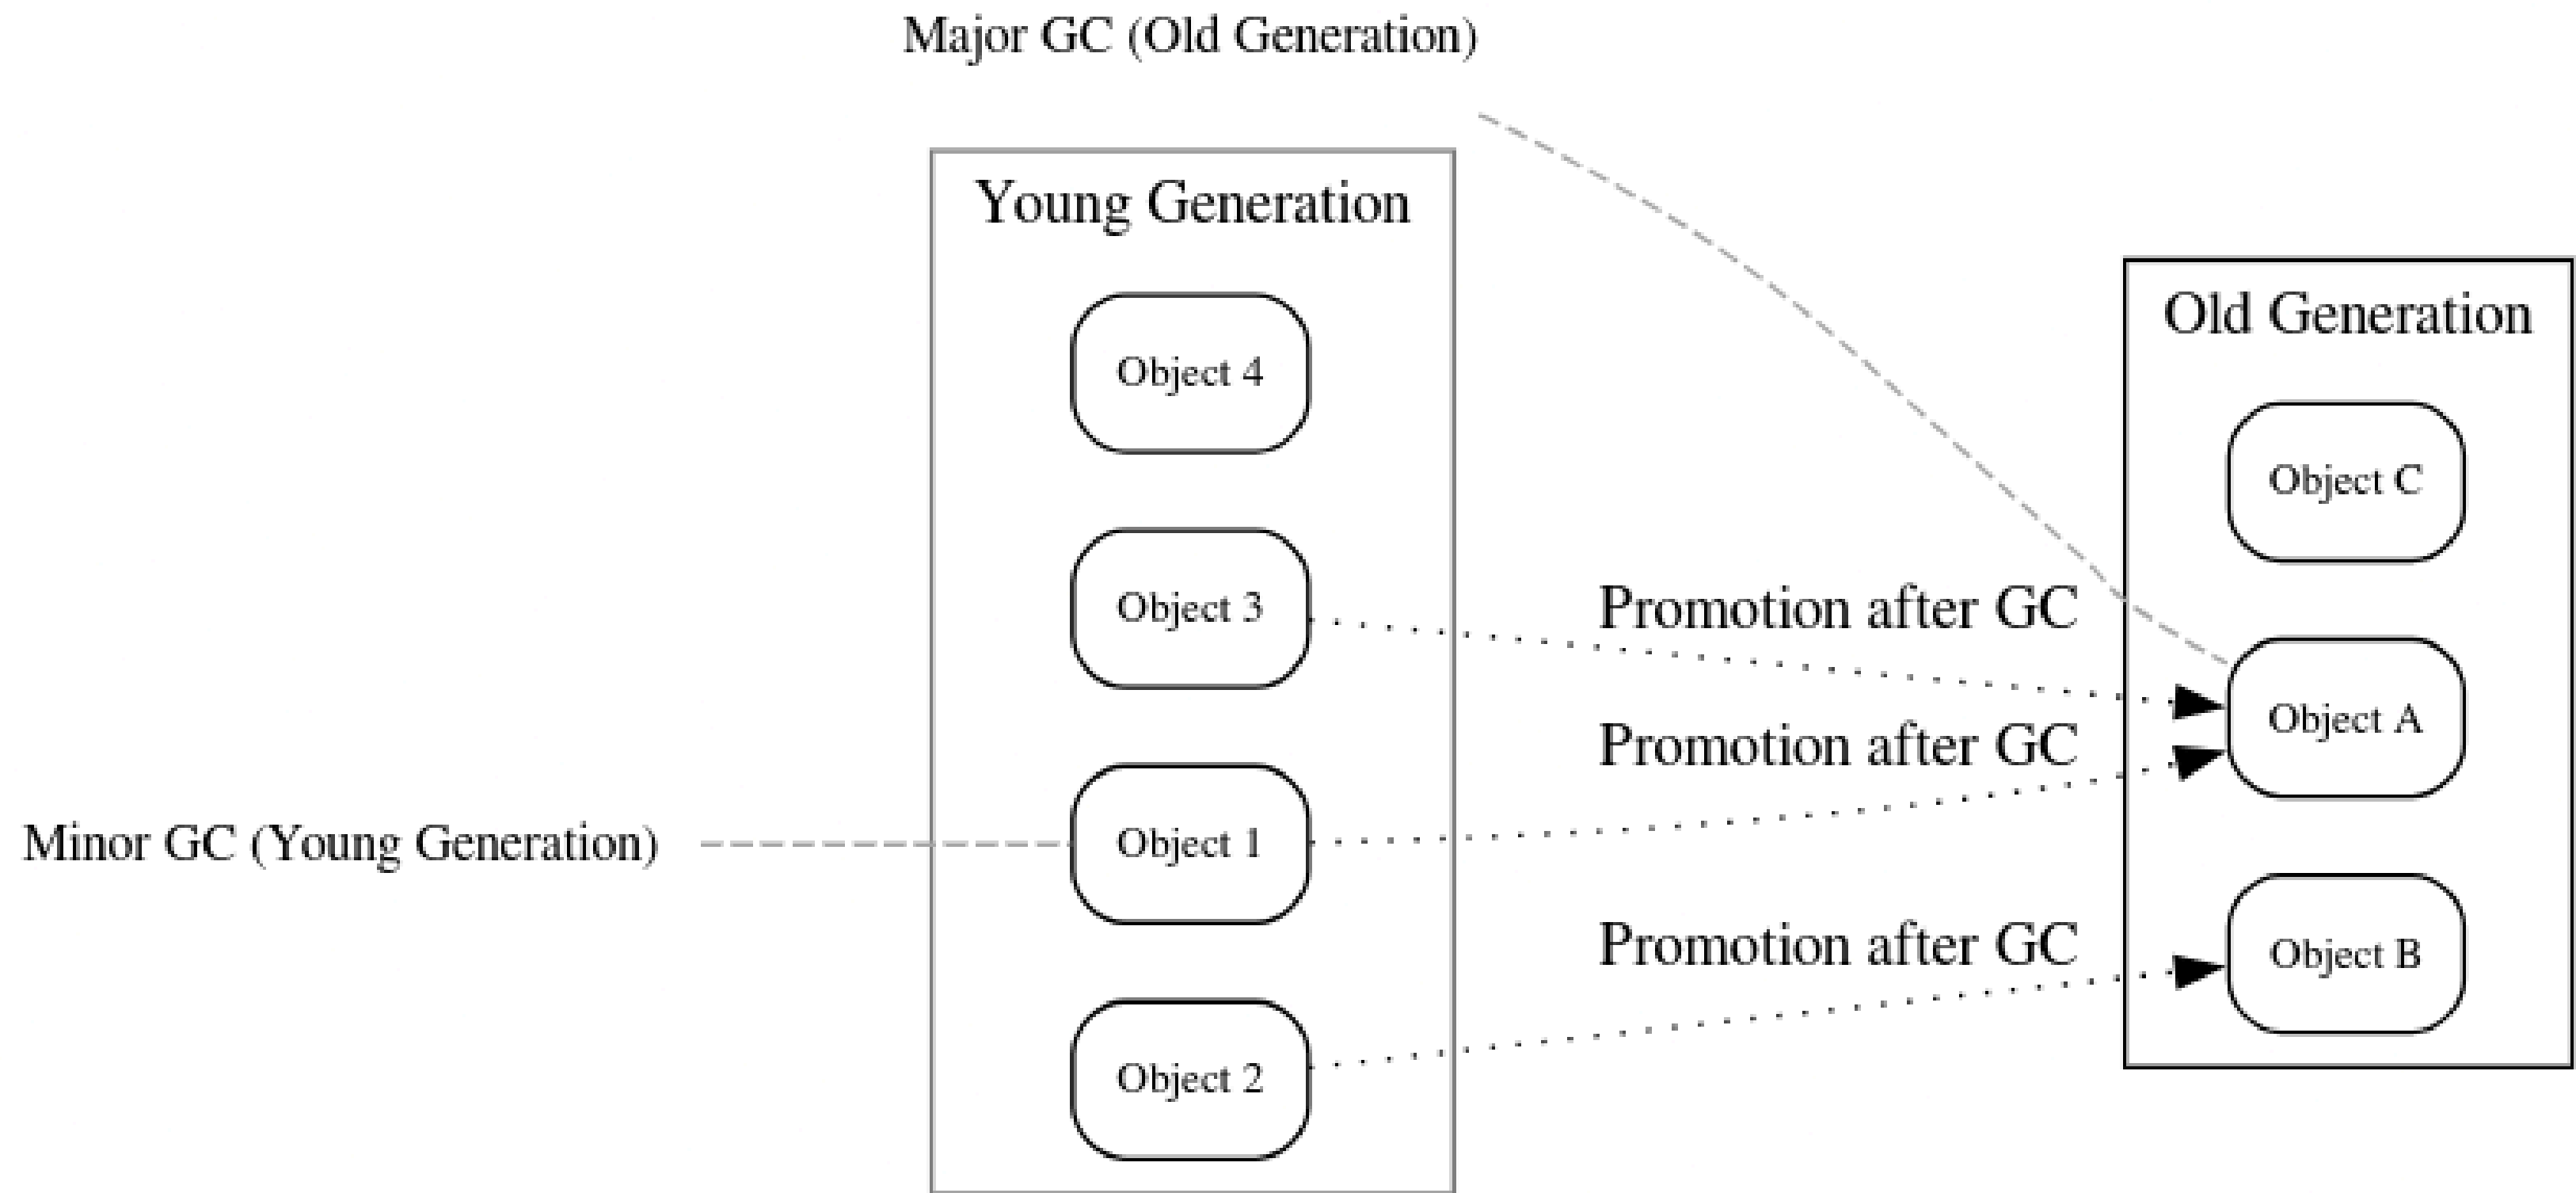 Major GC (Old Generation)
Young Generation
Old Generation
Object 4
Object C
Object 3
Promotion after GC
Object A
Promotion after GC
Minor GC (Young Generation)
Object 1
Promotion after GC
Object B
Object 2